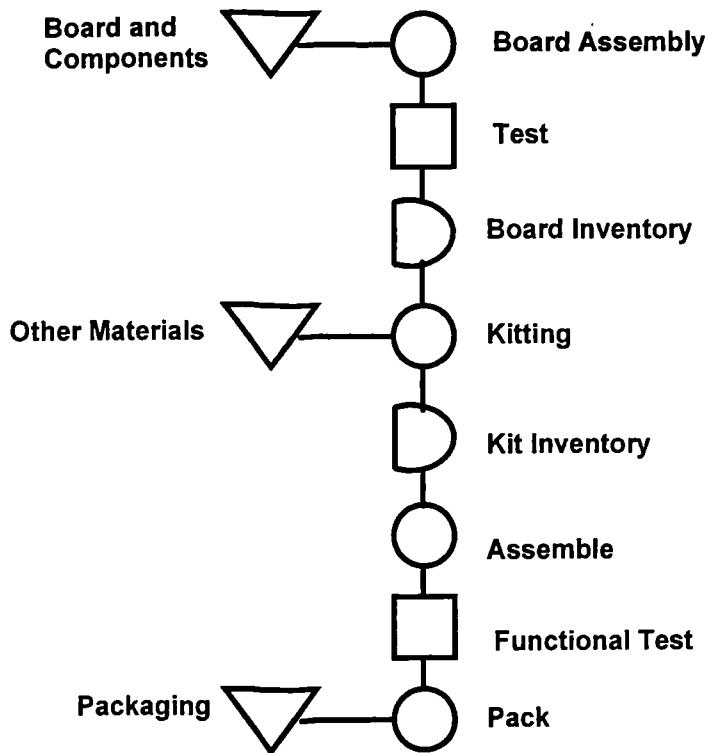 Board and
Components
Board Assembly
Test
Board Inventory
Other Materials
Kitting
Kit Inventory
Assemble
Functional Test
Packaging
Pack